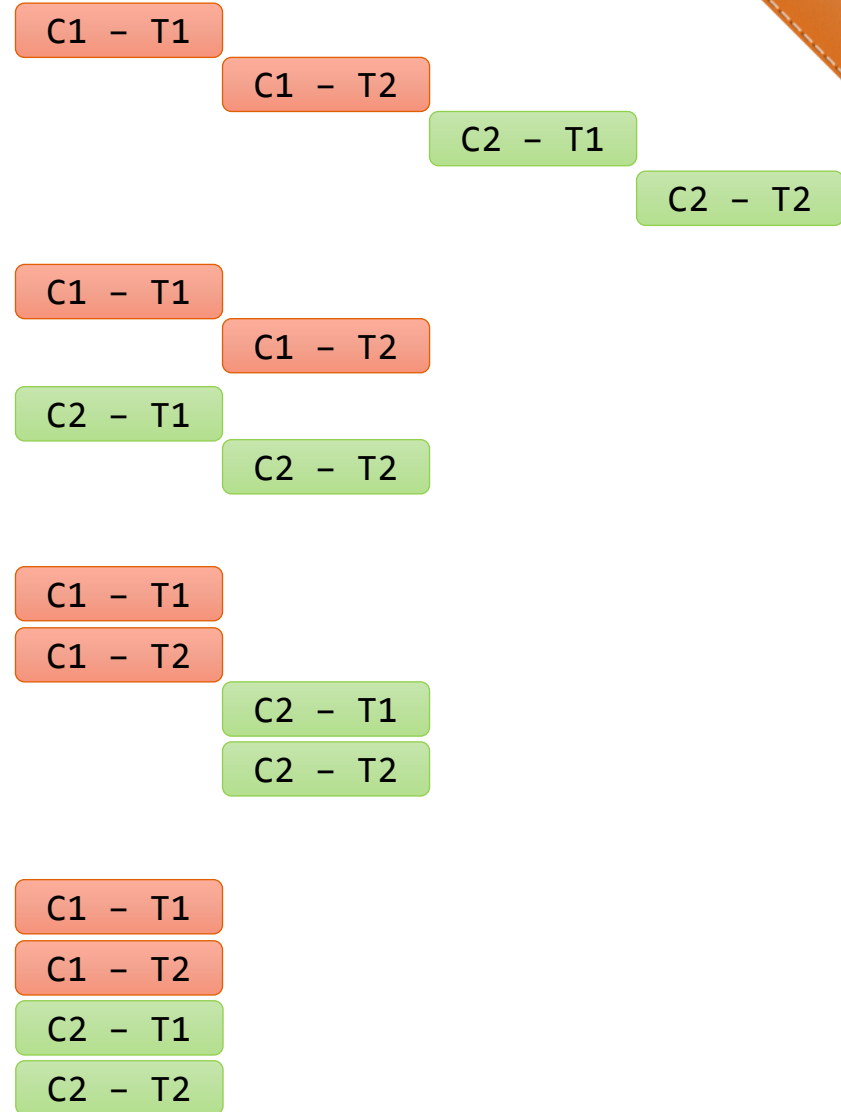 C1 – T1
C1 – T2
C2 – T1
C2 – T2
C1 – T1
C1 – T2
C2 – T1
C2 – T2
C1 – T1
C1 – T2
C2 – T1
C2 – T2
C1 – T1
C1 – T2
C2 – T1
C2 – T2